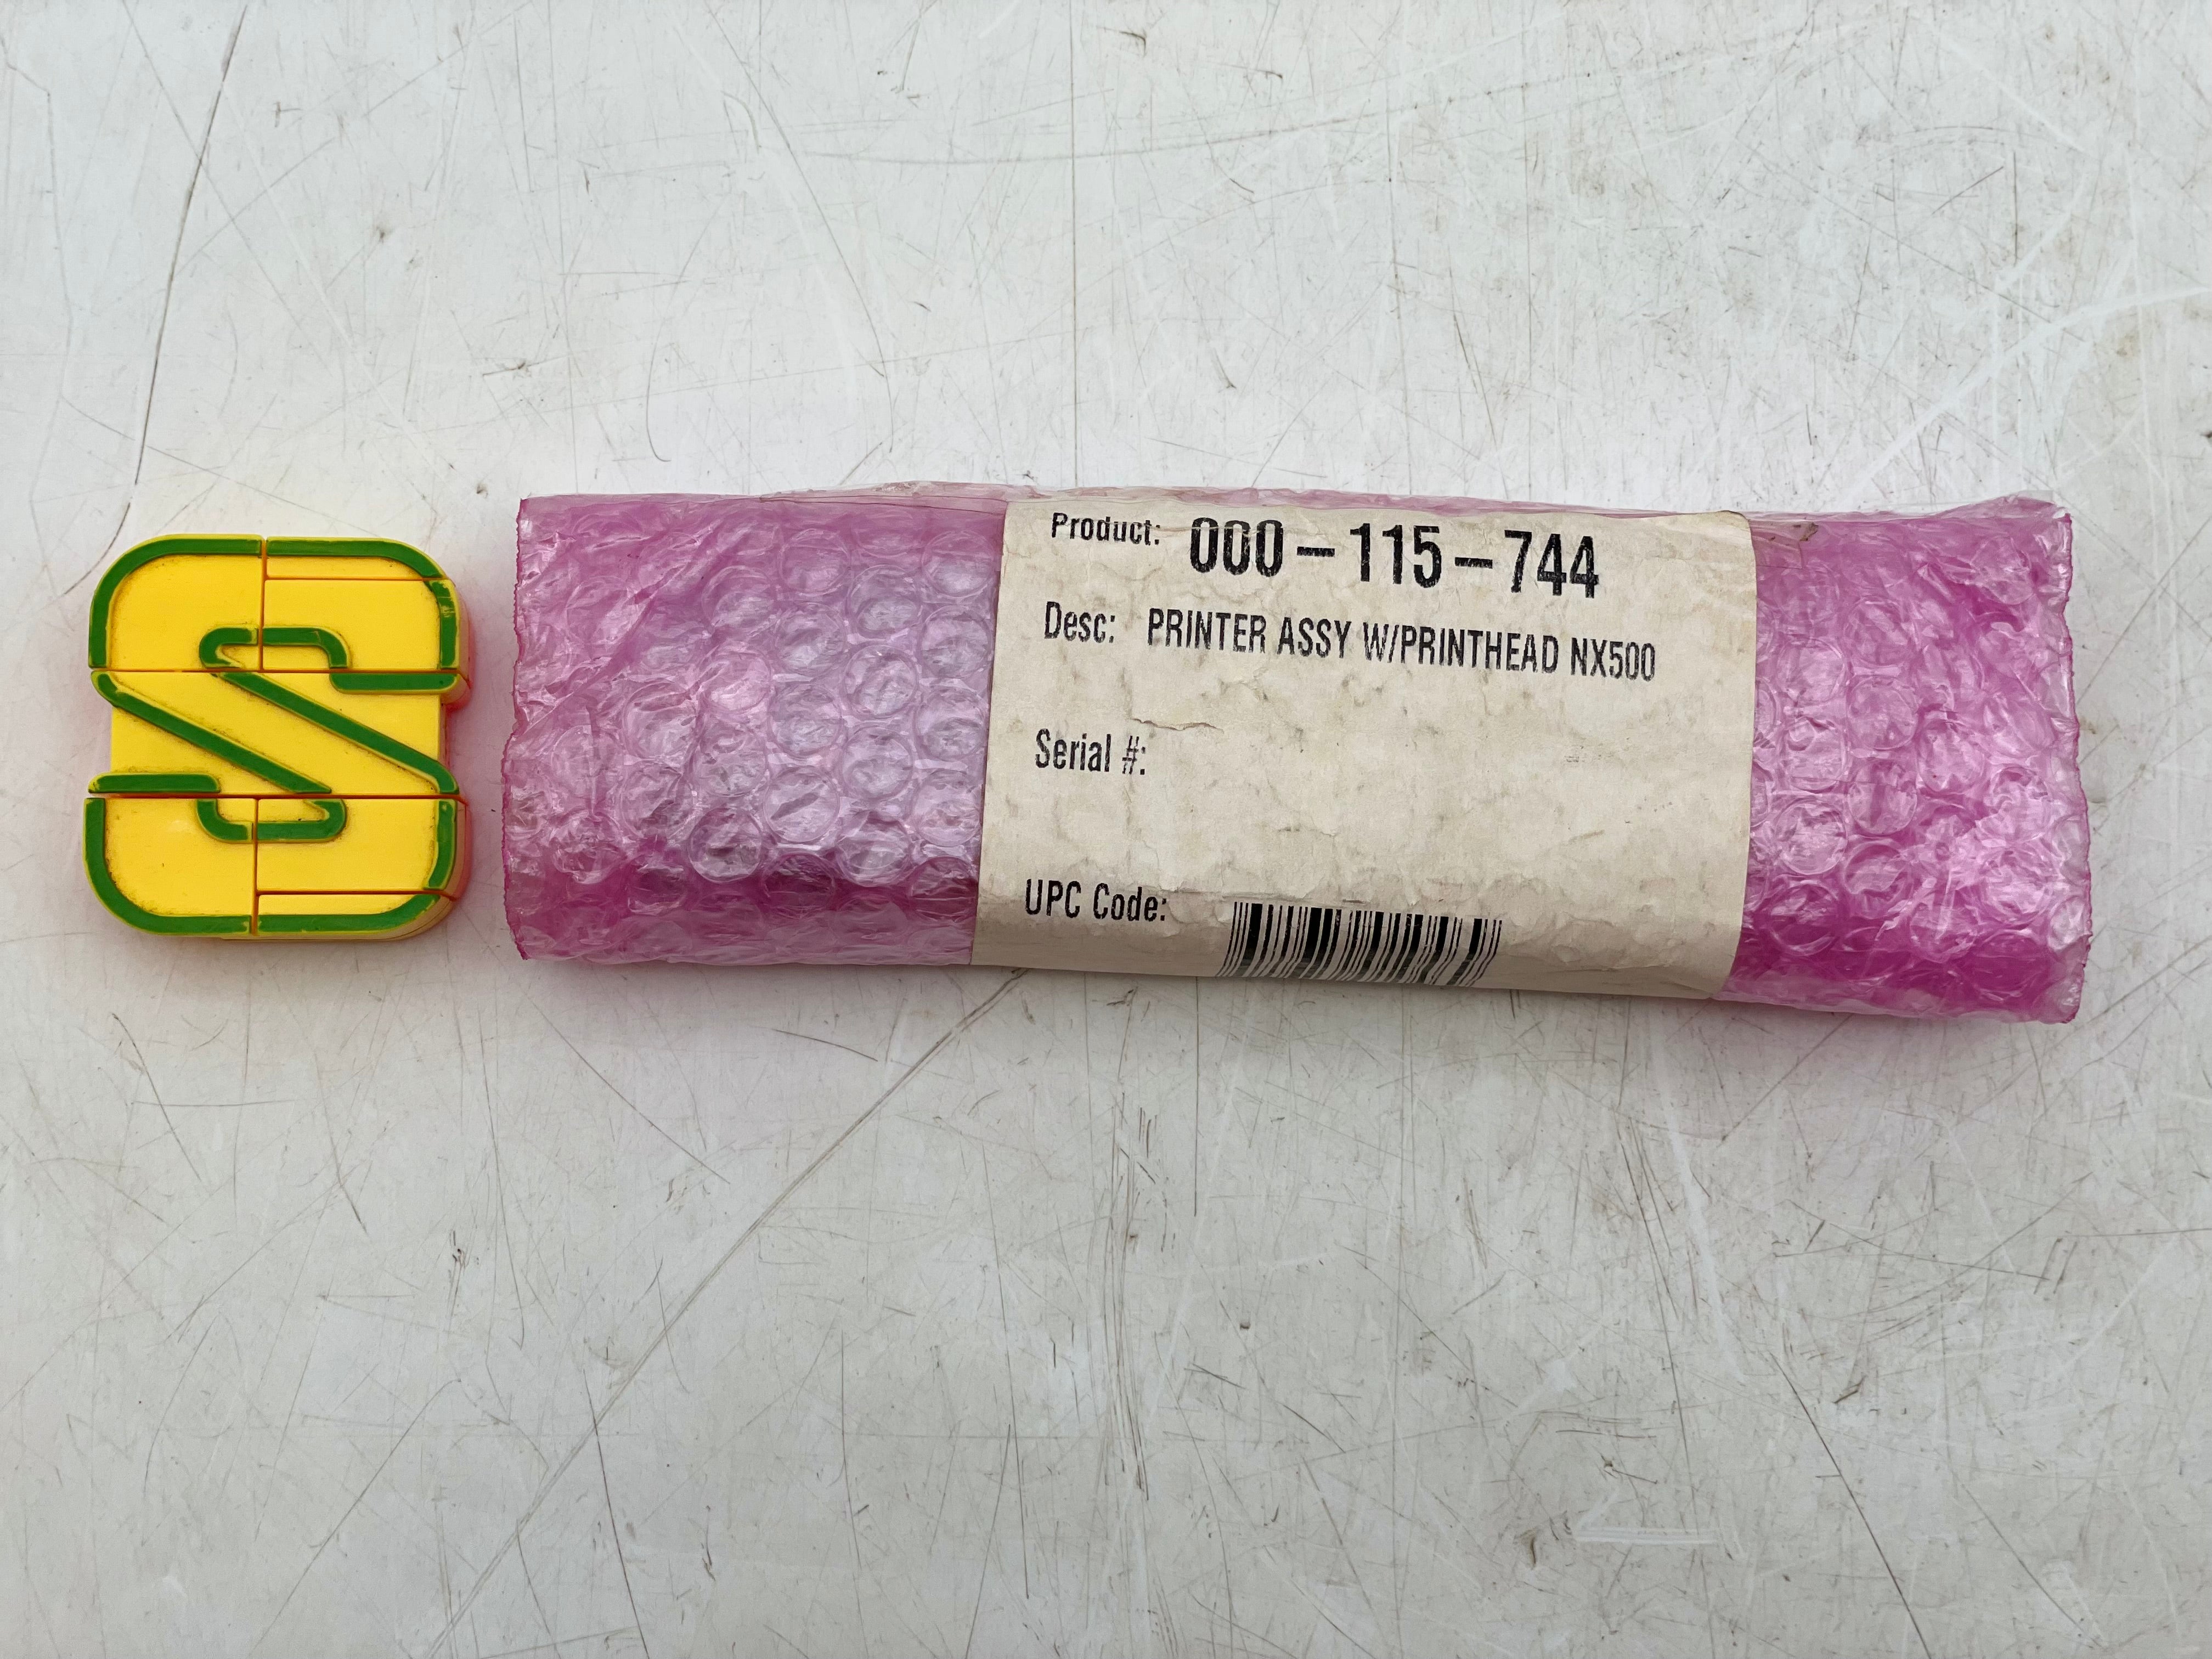 S
Product: 000-115-744
Desc: PRINTER ASSY W/PRINTHEAD NX500
Serial #:
UPC Code: